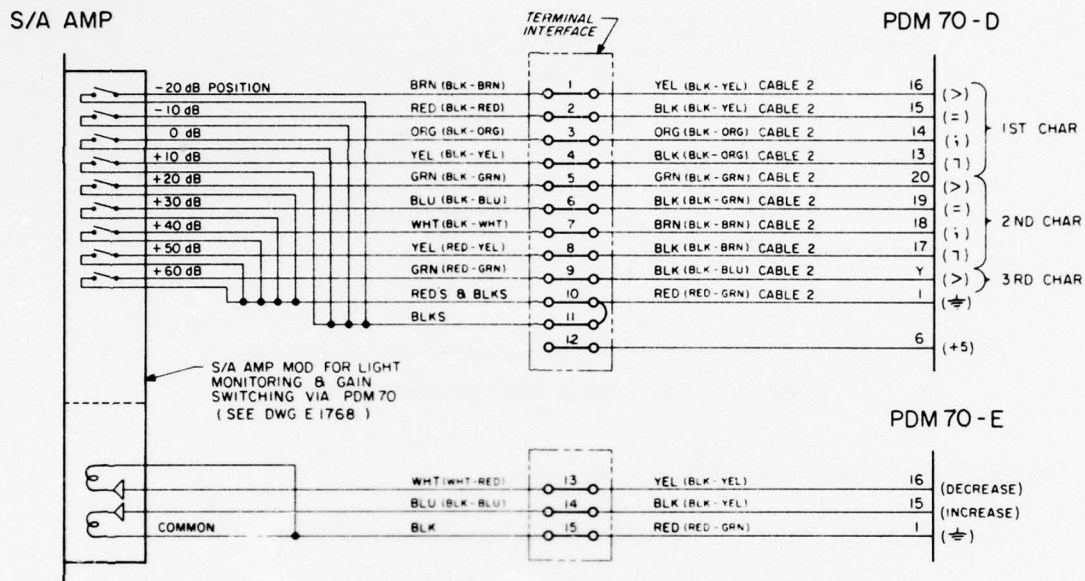 S/A AMP
TERMINAL INTERFACE
PDM 70-D
-20 dB POSITION BRN (BLK-BRN) 1 YEL (BLK-YEL) CABLE 2 16 (>)
-10 dB RED (BLK-RED) 2 BLK (BLK-YEL) CABLE 2 15 (=)
0 dB ORG (BLK-ORG) 3 ORG (BLK-ORG) CABLE 2 14 (;)
+10 dB YEL (BLK-YEL) 4 BLK (BLK-ORG) CABLE 2 13 (¬)
1ST CHAR
+20 dB GRN (BLK-GRN) 5 GRN (BLK-GRN) CABLE 2 20 (>)
+30 dB BLU (BLK-BLU) 6 BLK (BLK-GRN) CABLE 2 19 (=)
+40 dB WHT (BLK-WHT) 7 BRN (BLK-BRN) CABLE 2 18 (;)
+50 dB YEL (RED-YEL) 8 BLK (BLK-BRN) CABLE 2 17 (¬)
2ND CHAR
+60 dB GRN (RED-GRN) 9 BLK (BLK-BLU) CABLE 2 Y (>) 3RD CHAR
RED'S & BLKS 10 RED (RED-GRN) CABLE 2 1 (⏚)
BLKS 11
12 6 (+5)
S/A AMP MOD FOR LIGHT
MONITORING & GAIN
SWITCHING VIA PDM 70
(SEE DWG E 1768)
PDM 70-E
WHT (WHT-RED) 13 YEL (BLK-YEL) 16 (DECREASE)
BLU (BLK-BLU) 14 BLK (BLK-YEL) 15 (INCREASE)
COMMON BLK 15 RED (RED-GRN) 1 (⏚)